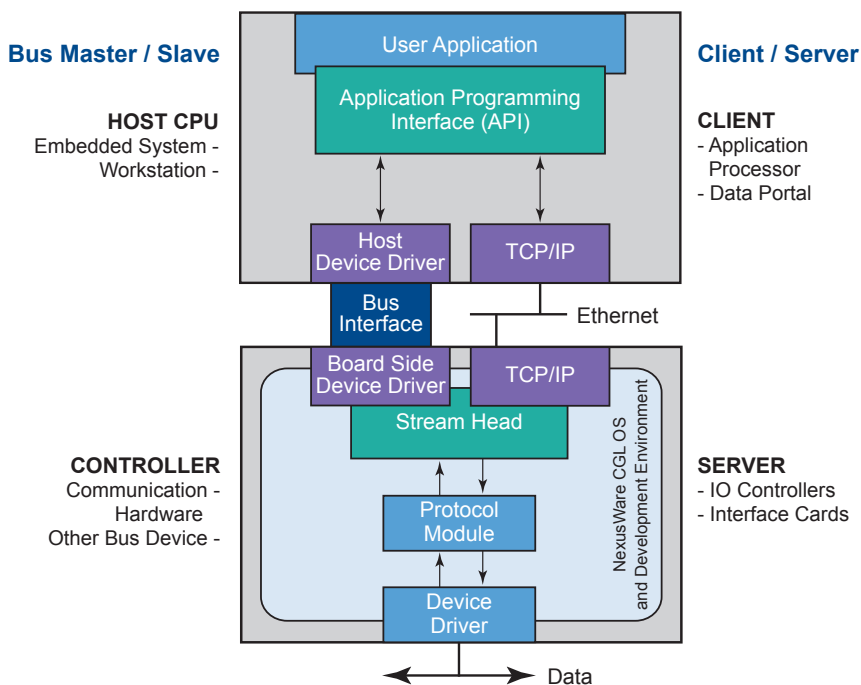 Bus Master / Slave
Client / Server
User Application
Application Programming
Interface (API)
HOST CPU
Embedded System -
Workstation -
CLIENT
- Application
Processor
- Data Portal
Host
Device Driver
TCP/IP
Bus
Interface
Ethernet
Board Side
Device Driver
TCP/IP
Stream Head
NexusWare CGL OS
and Development Environment
CONTROLLER
Communication -
Hardware
Other Bus Device -
SERVER
- IO Controllers
- Interface Cards
Protocol
Module
Device
Driver
Data